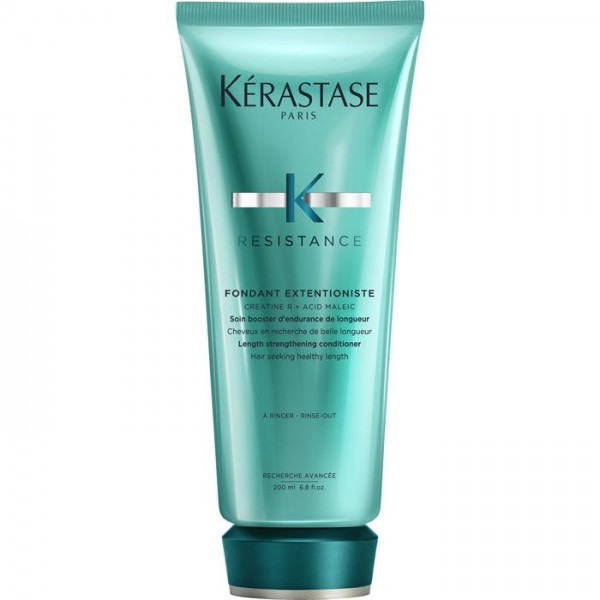 KÉRASTASE
PARIS
K
RESISTANCE
FONDANT EXTENTIONISTE
CREATINE R + ACID MALEIC
Soin booster d'endurance de longueur
Cheveux en recherche de belle longueur
Length strengthening conditioner
Hair seeking healthy length
À RINCER - RINSE-OUT
RECHERCHE AVANCÉE
200 ml 6.8 fl.oz.